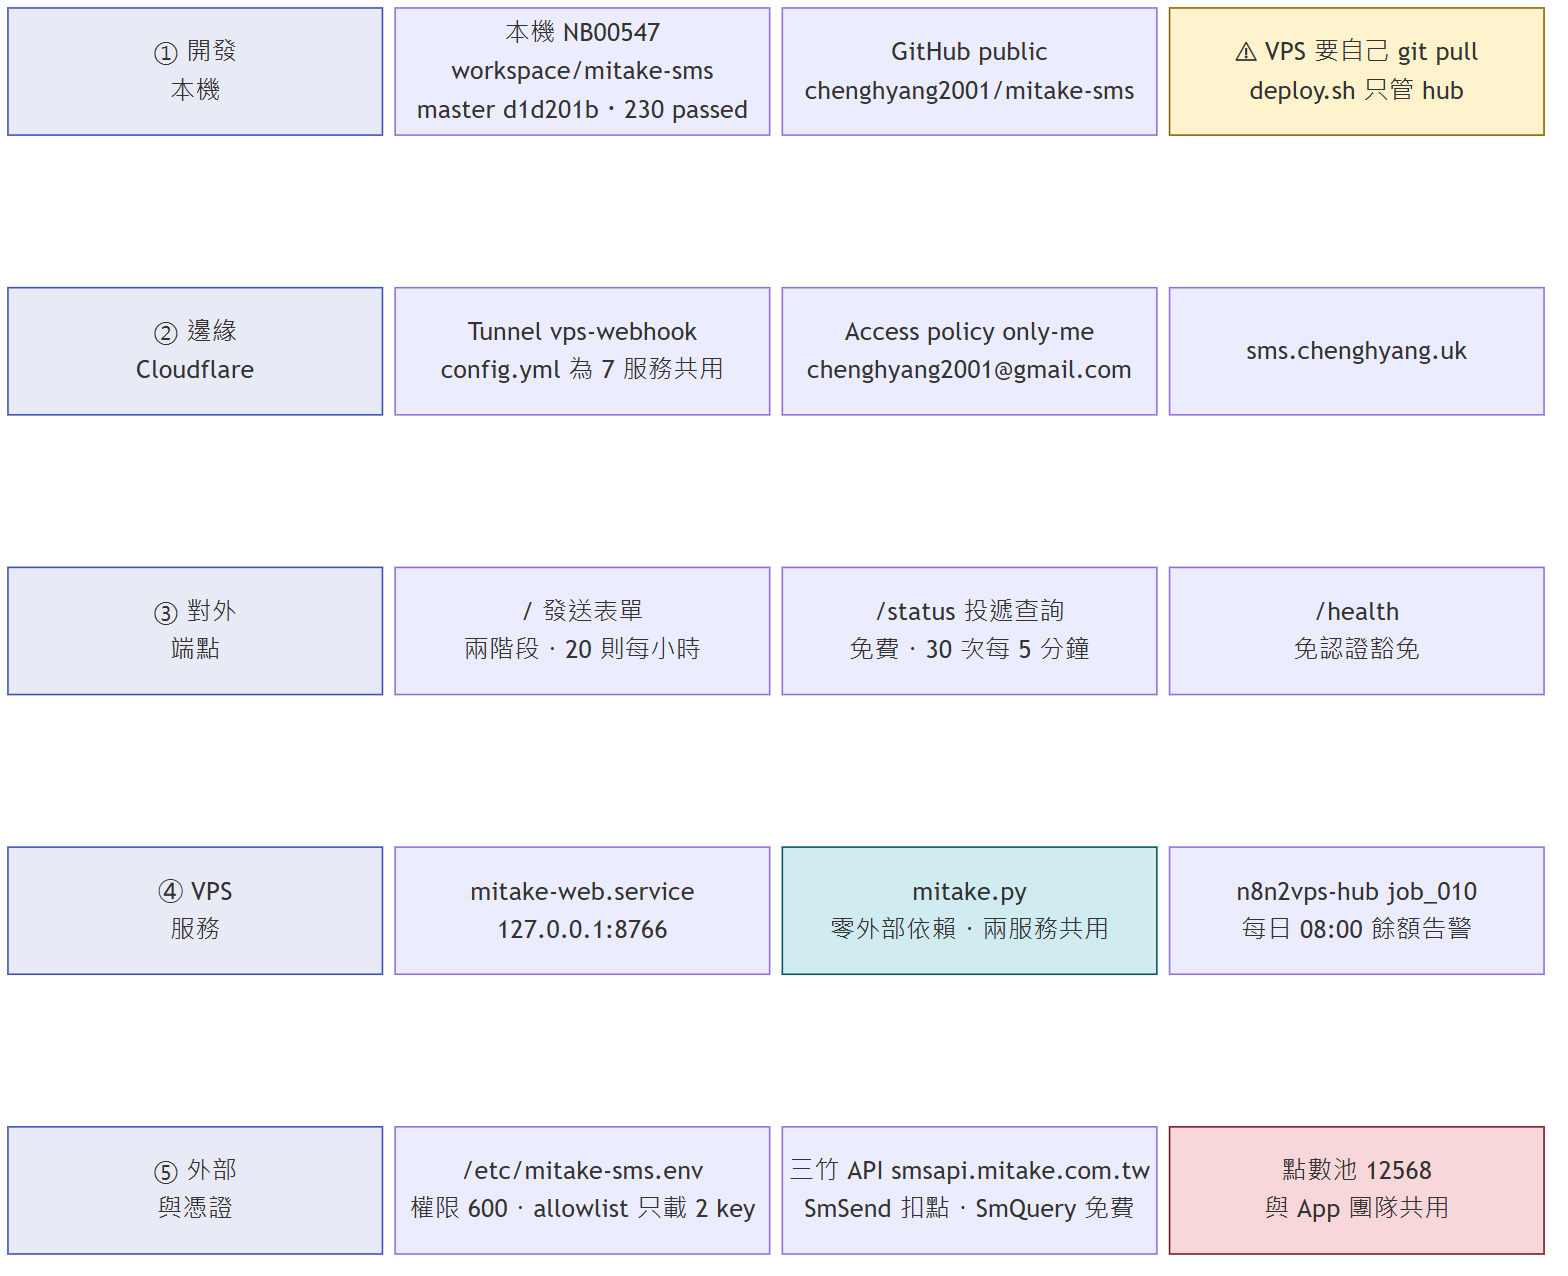 ① 開發
本機
本機 NB00547
workspace/mitake-sms
master d1d201b · 230 passed
GitHub public
chenghyang2001/mitake-sms
⚠ VPS 要自己 git pull
deploy.sh 只管 hub
② 邊緣
Cloudflare
Tunnel vps-webhook
config.yml 為 7 服務共用
Access policy only-me
chenghyang2001@gmail.com
sms.chenghyang.uk
③ 對外
端點
/ 發送表單
兩階段 · 20 則每小時
/status 投遞查詢
免費 · 30 次每 5 分鐘
/health
免認證豁免
④ VPS
服務
mitake-web.service
127.0.0.1:8766
mitake.py
零外部依賴 · 兩服務共用
n8n2vps-hub job_010
每日 08:00 餘額告警
⑤ 外部
與憑證
/etc/mitake-sms.env
權限 600 · allowlist 只載 2 key
三竹 API smsapi.mitake.com.tw
SmSend 扣點 · SmQuery 免費
點數池 12568
與 App 團隊共用